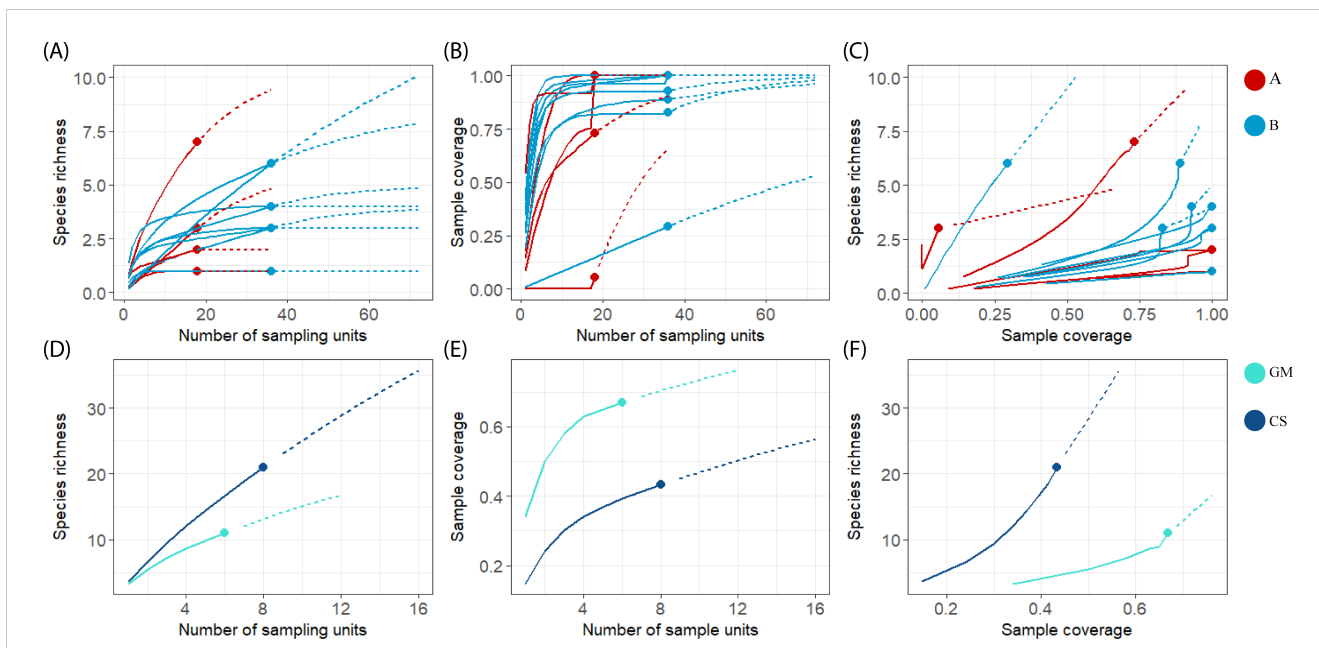 (A)
Species richness
10.0
7.5
5.0
2.5
0.0
0
20
40
60
Number of sampling units
(B)
Sample coverage
1.00
0.75
0.50
0.25
0.00
0
20
40
60
Number of sampling units
(C)
Species richness
10.0
7.5
5.0
2.5
0.0
0.00
0.25
0.50
0.75
1.00
Sample coverage
A
B
(D)
Species richness
30
20
10
4
8
12
16
Number of sampling units
(E)
Sample coverage
0.6
0.4
0.2
4
8
12
16
Number of sample units
(F)
Species richness
30
20
10
0.2
0.4
0.6
Sample coverage
GM
CS